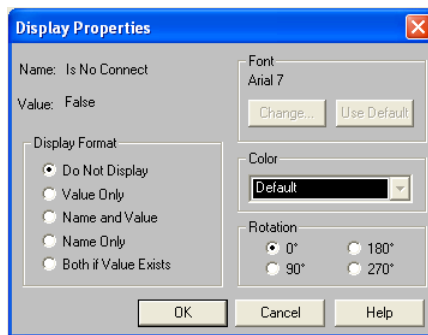 Display Properties
Name: Is No Connect
Value: False
Display Format
Do Not Display
Value Only
Name and Value
Name Only
Both if Value Exists
Font
Arial 7
Change... Use Default
Color
Default
Rotation
0° 180°
90° 270°
OK Cancel Help